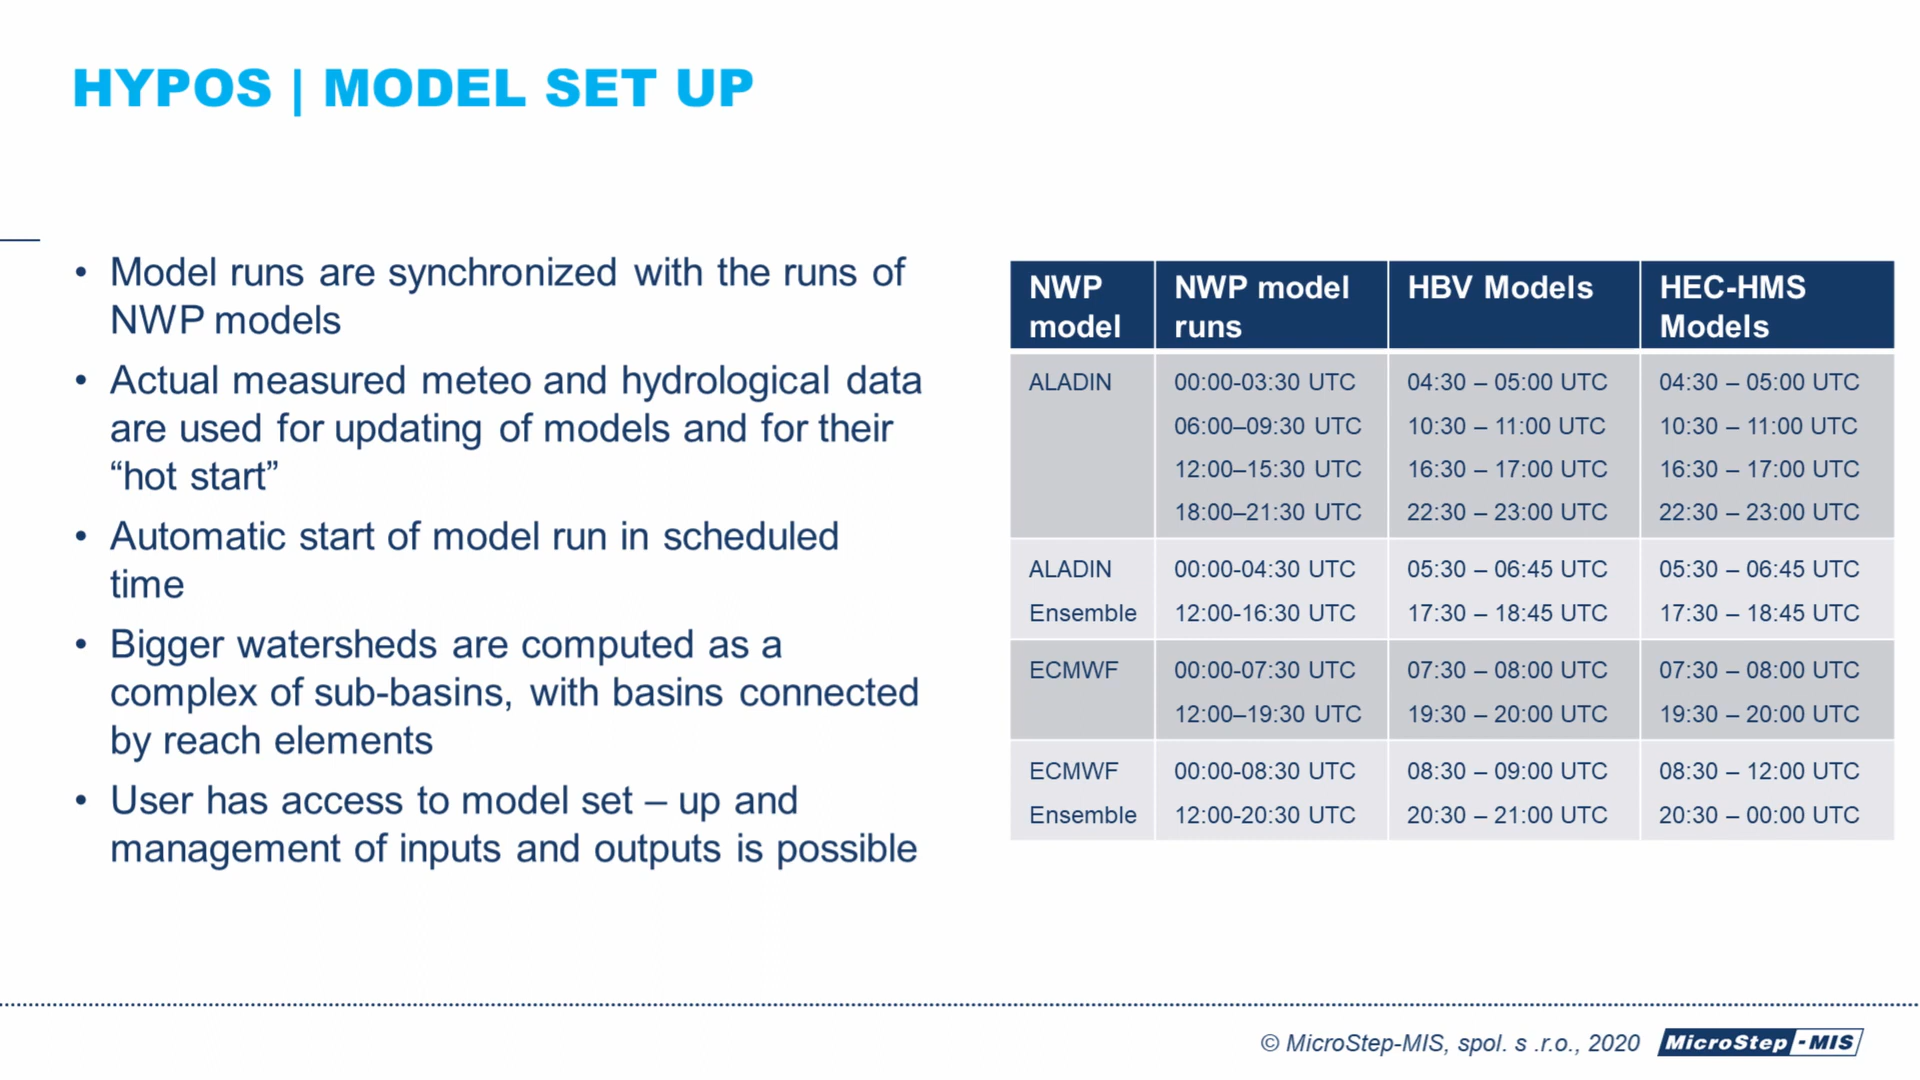 HYPOS | MODEL SET UP
• Model runs are synchronized with the runs of
NWP models
• Actual measured meteo and hydrological data
are used for updating of models and for their
“hot start”
• Automatic start of model run in scheduled
time
• Bigger watersheds are computed as a
complex of sub-basins, with basins connected
by reach elements
• User has access to model set – up and
management of inputs and outputs is possible
NWP model | NWP model runs | HBV Models | HEC-HMS Models
ALADIN 00:00-03:30 UTC 04:30 – 05:00 UTC 04:30 – 05:00 UTC
06:00–09:30 UTC 10:30 – 11:00 UTC 10:30 – 11:00 UTC
12:00–15:30 UTC 16:30 – 17:00 UTC 16:30 – 17:00 UTC
18:00–21:30 UTC 22:30 – 23:00 UTC 22:30 – 23:00 UTC
ALADIN 00:00-04:30 UTC 05:30 – 06:45 UTC 05:30 – 06:45 UTC
Ensemble 12:00-16:30 UTC 17:30 – 18:45 UTC 17:30 – 18:45 UTC
ECMWF 00:00-07:30 UTC 07:30 – 08:00 UTC 07:30 – 08:00 UTC
12:00–19:30 UTC 19:30 – 20:00 UTC 19:30 – 20:00 UTC
ECMWF 00:00-08:30 UTC 08:30 – 09:00 UTC 08:30 – 12:00 UTC
Ensemble 12:00-20:30 UTC 20:30 – 21:00 UTC 20:30 – 00:00 UTC
© MicroStep-MIS, spol. s .r.o., 2020 MicroStep-MIS